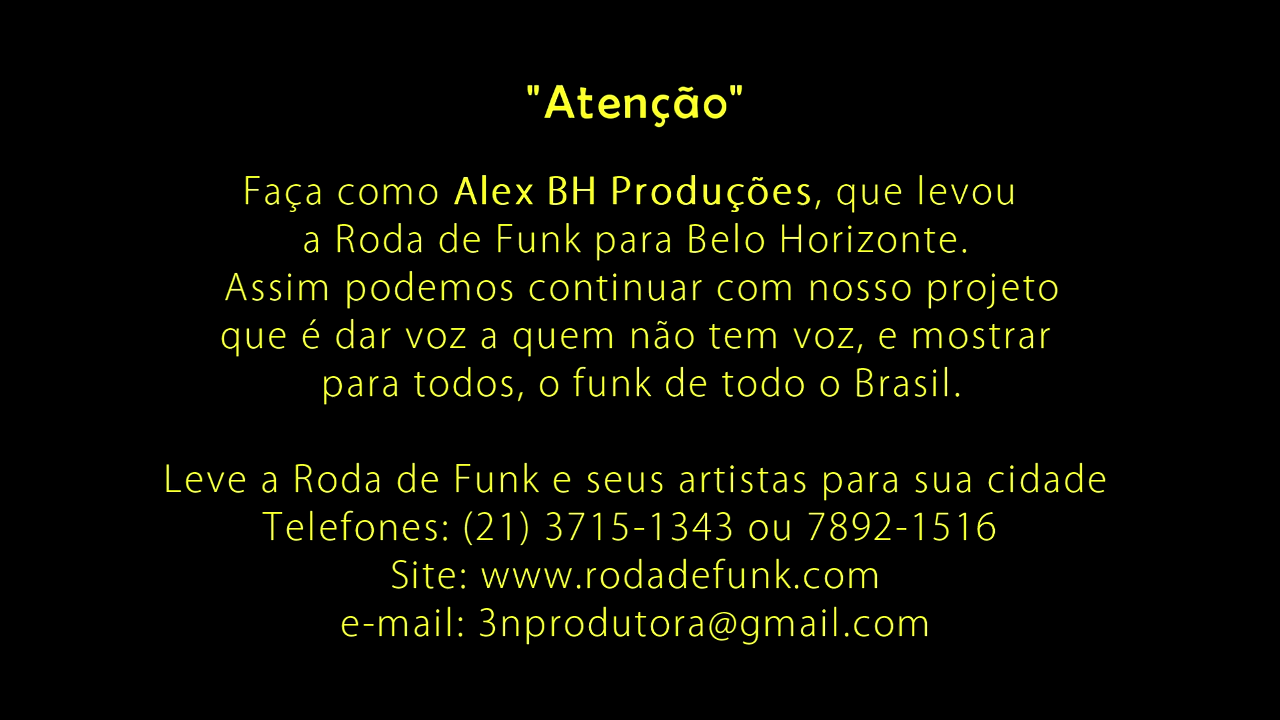 "Atenção"
Faça como Alex BH Produções, que levou
a Roda de Funk para Belo Horizonte.
Assim podemos continuar com nosso projeto
que é dar voz a quem não tem voz, e mostrar
para todos, o funk de todo o Brasil.
Leve a Roda de Funk e seus artistas para sua cidade
Telefones: (21) 3715-1343 ou 7892-1516
Site: www.rodadefunk.com
e-mail: 3nprodutora@gmail.com